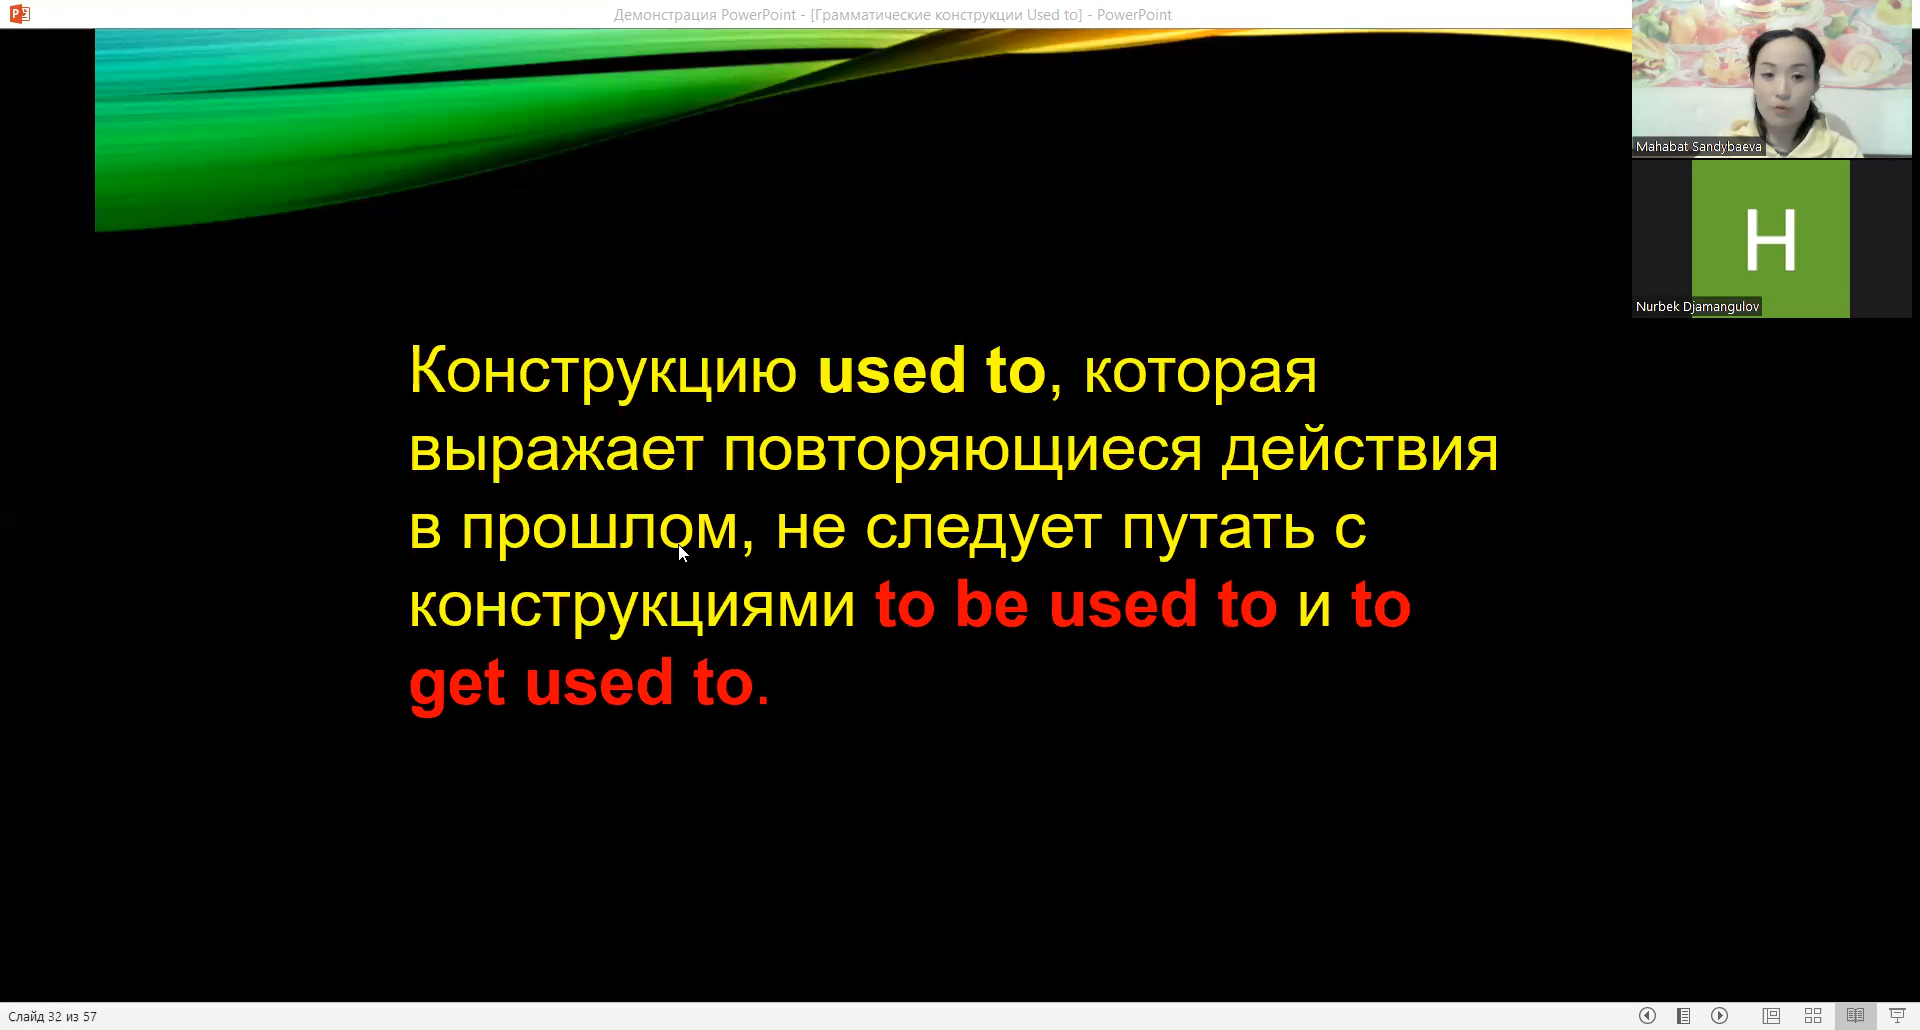 Демонстрация PowerPoint - [Грамматические конструкции Used to] - PowerPoint
Mahabat Sandybaeva
H
Nurbek Djamangulov
Конструкцию used to, которая
выражает повторяющиеся действия
в прошлом, не следует путать с
конструкциями to be used to и to
get used to.
Слайд 32 из 57